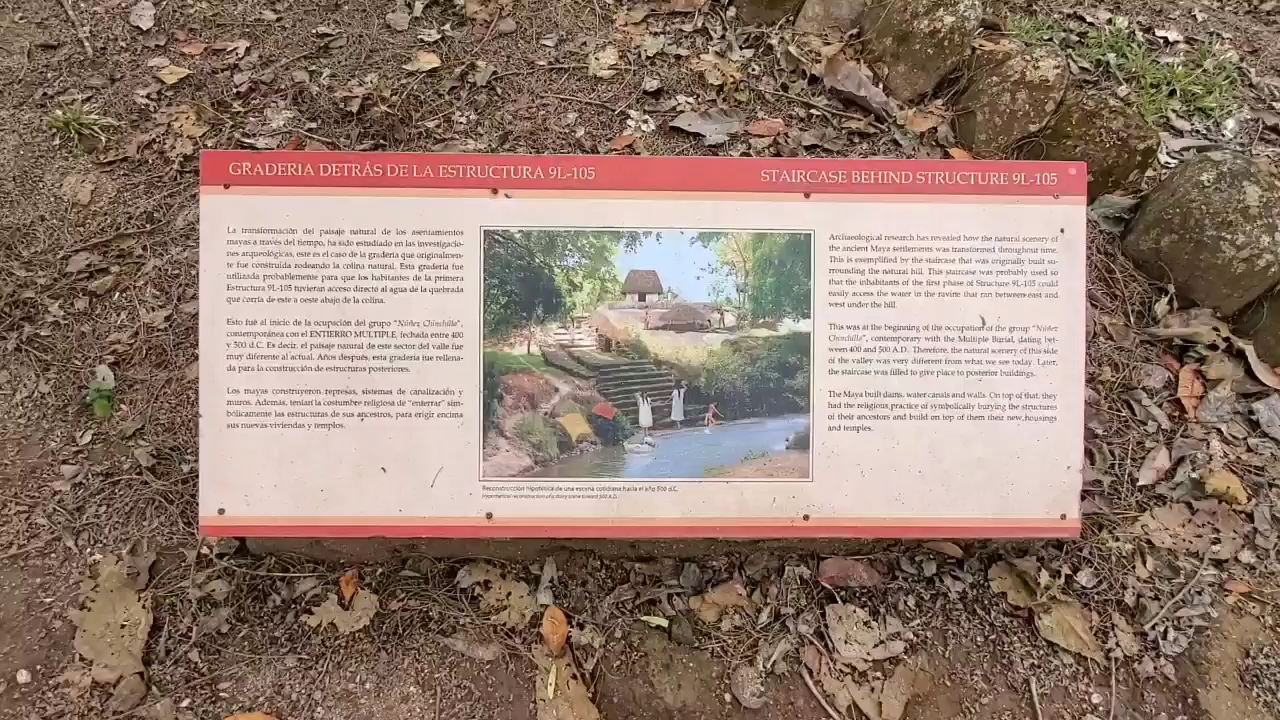 GRADERIA DETRÁS DE LA ESTRUCTURA 9L-105
STAIRCASE BEHIND STRUCTURE 9L-105
La transformación del paisaje natural de los asentamientos
mayas a través del tiempo, ha sido estudiado en las investigacio-
nes arqueológicas, este es el caso de la gradería que originalmen-
te fue construida rodeando la colina natural. Esta gradería fue
utilizada probablemente para que los habitantes de la primera
Estructura 9L-105 tuvieran acceso directo al agua de la quebrada
que corría de este a oeste abajo de la colina.
Esto fué al inicio de la ocupación del grupo "Núñez Chinchilla",
contemporánea con el ENTIERRO MULTIPLE, fechada entre 400
y 500 d.C. Es decir, el paisaje natural de este sector del valle fue
muy diferente al actual. Años después, esta gradería fue rellena-
da para la construcción de estructuras posteriores.
Los mayas construyeron represas, sistemas de canalización y
muros. Además, tenían la costumbre religiosa de "enterrar" sim-
bólicamente las estructuras de sus ancestros, para erigir encima
sus nuevas viviendas y templos.
Reconstrucción hipotética de una escena cotidiana hacia el año 500 d.C.
Hypothetical reconstruction of a story scene toward 500 A.D.
Archaeological research has revealed how the natural scenery of
the ancient Maya settlements was transformed throughout time.
This is exemplified by the staircase that was originally built su-
rrounding the natural hill. This staircase was probably used so
that the inhabitants of the first phase of Structure 9L-105 could
easily access the water in the ravine that ran between east and
west under the hill.
This was at the beginning of the occupation of the group "Núñez
Chinchilla", contemporary with the Multiple Burial, dating bet-
ween 400 and 500 A.D. Therefore, the natural scenery of this side
of the valley was very different from what we see today. Later,
the staircase was filled to give place to posterior buildings.
The Maya built dams, water canals and walls. On top of that, they
had the religious practice of symbolically burying the structures
of their ancestors and build on top of them their new housings
and temples.